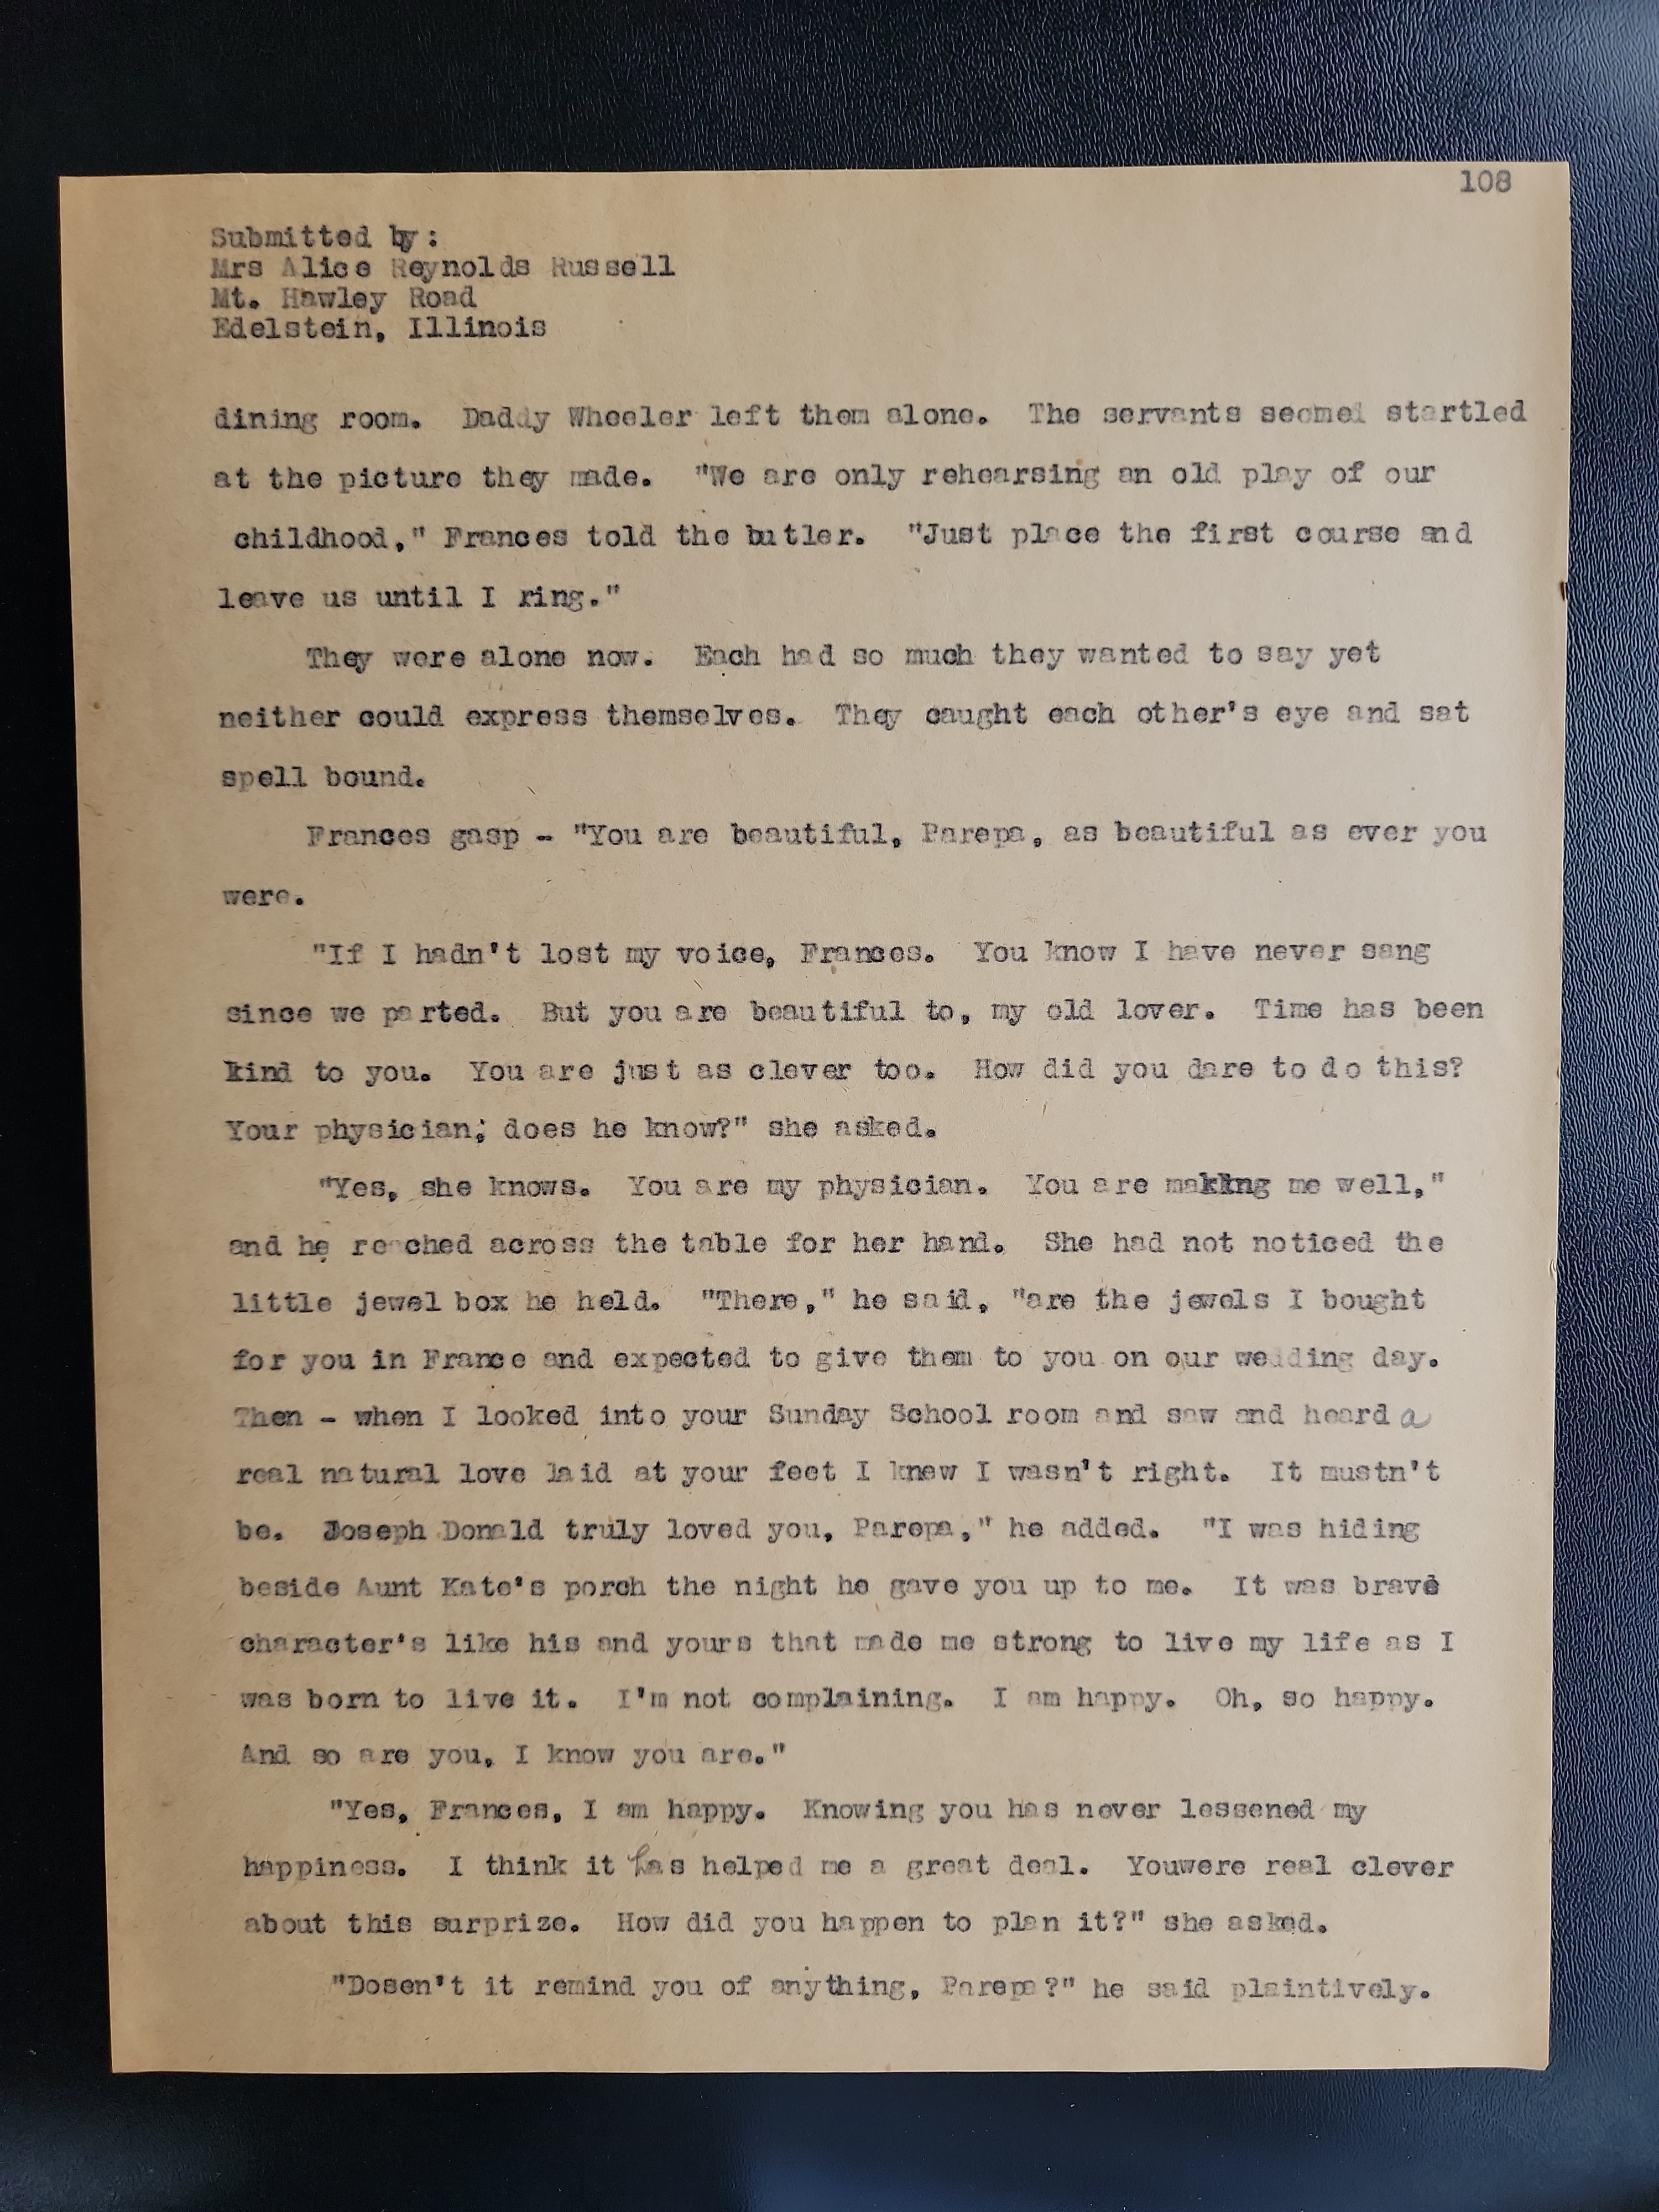 108
Submitted by:
Mrs Alice Reynolds Russell
Mt. Hawley Road
Edelstein, Illinois
dining room. Daddy Wheeler left them alone. The servants seemed startled
at the picture they made. "We are only rehearsing an old play of our
childhood," Frances told the butler. "Just place the first course and
leave us until I ring."
They were alone now. Each had so much they wanted to say yet
neither could express themselves. They caught each other's eye and sat
spell bound.
Frances gasp - "You are beautiful, Parepa, as beautiful as ever you
were.
"If I hadn't lost my voice, Frances. You know I have never sang
since we parted. But you are beautiful to, my old lover. Time has been
kind to you. You are just as clever too. How did you dare to do this?
Your physician; does he know?" she asked.
"Yes, she knows. You are my physician. You are making me well,"
and he reached across the table for her hand. She had not noticed the
little jewel box he held. "There," he said, "are the jewels I bought
for you in France and expected to give them to you on our wedding day.
Then - when I looked into your Sunday School room and saw and heard a
real natural love laid at your feet I knew I wasn't right. It mustn't
be. Joseph Donald truly loved you, Parepa," he added. "I was hiding
beside Aunt Kate's porch the night he gave you up to me. It was brave
character's like his and yours that made me strong to live my life as I
was born to live it. I'm not complaining. I am happy. Oh, so happy.
And so are you, I know you are."
"Yes, Frances, I am happy. Knowing you has never lessened my
happiness. I think it has helped me a great deal. Youwere real clever
about this surprize. How did you happen to plan it?" she asked.
"Dosen't it remind you of anything, Parepa?" he said plaintively.